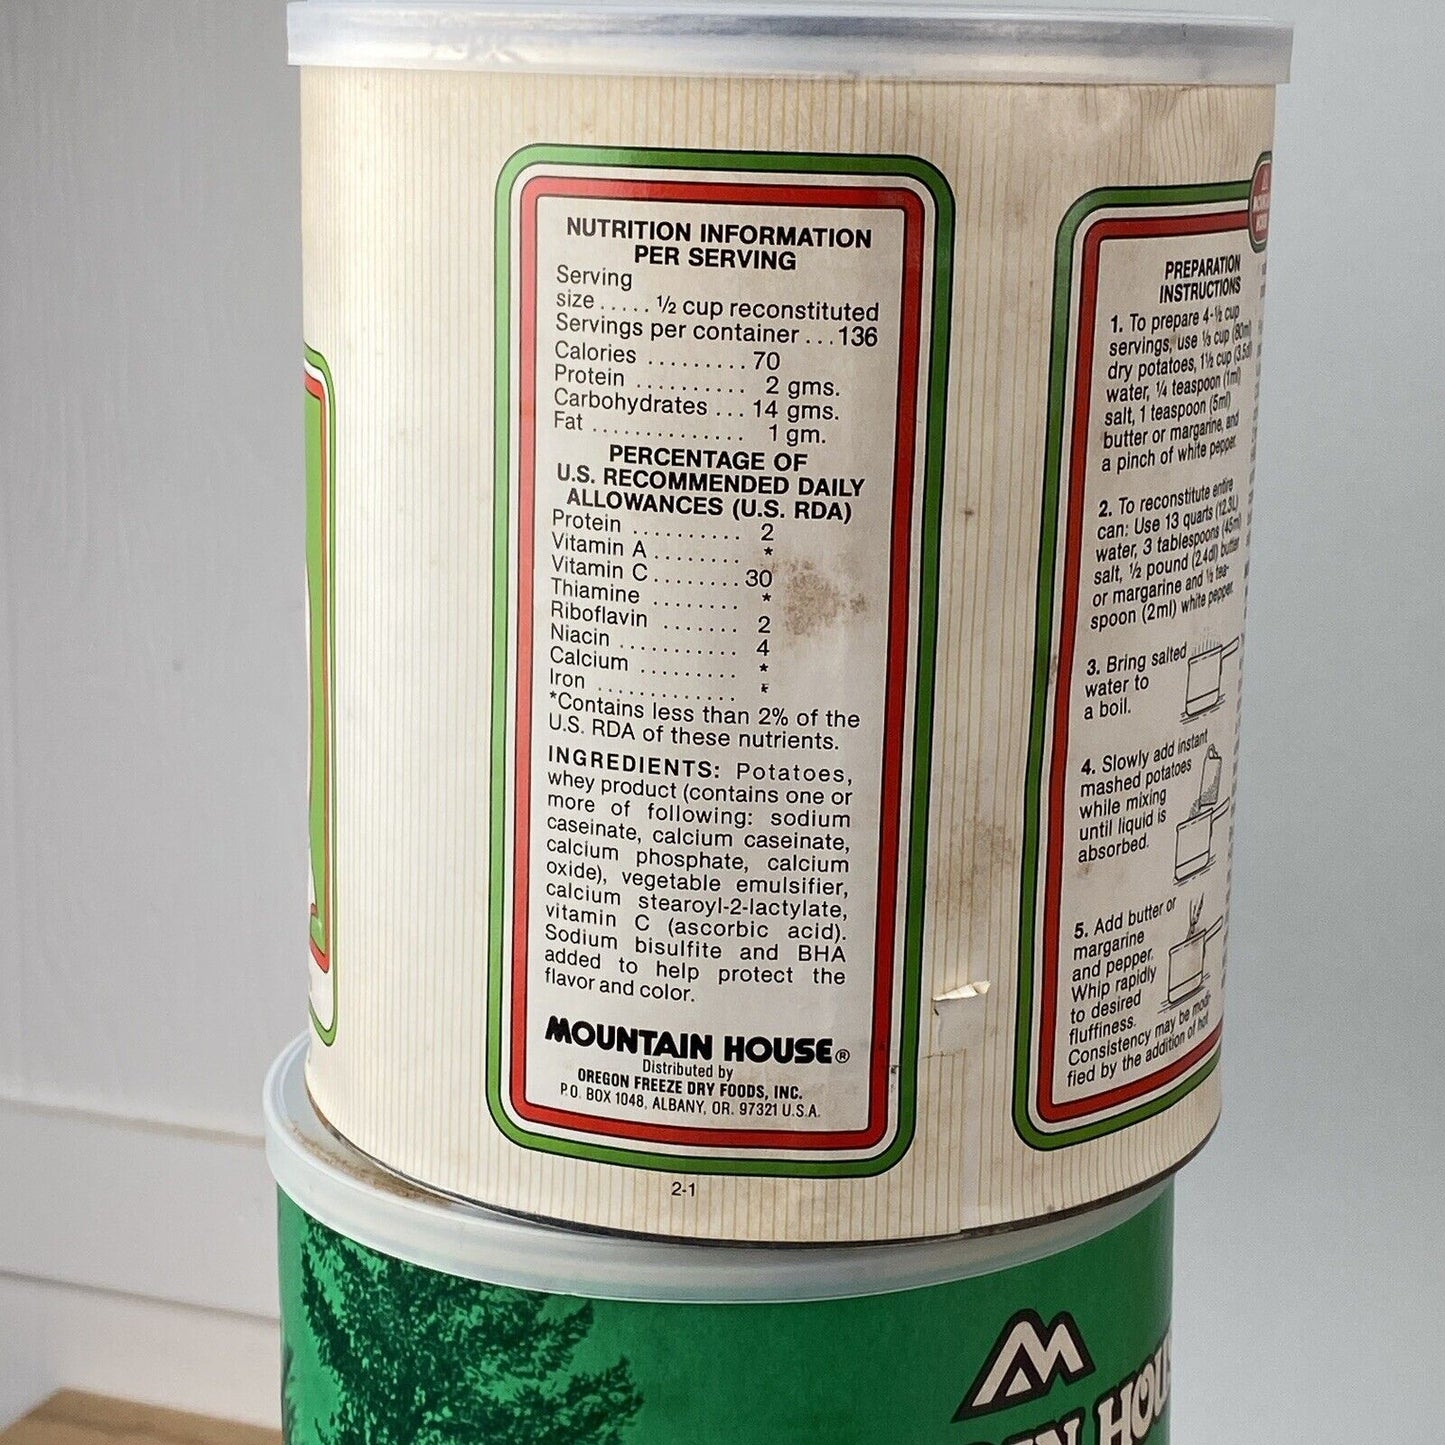 NUTRITION INFORMATION
PER SERVING
Serving
size ..... ½ cup reconstituted
Servings per container ... 136
Calories ......... 70
Protein .......... 2 gms.
Carbohydrates ... 14 gms.
Fat .............. 1 gm.
PERCENTAGE OF
U.S. RECOMMENDED DAILY
ALLOWANCES (U.S. RDA)
Protein ........... 2
Vitamin A ........ *
Vitamin C ........ 30
Thiamine ........ *
Riboflavin ....... 2
Niacin ............ 4
Calcium ......... *
Iron ............. *
*Contains less than 2% of the
U.S. RDA of these nutrients.
INGREDIENTS: Potatoes,
whey product (contains one or
more of following: sodium
caseinate, calcium caseinate,
calcium phosphate, calcium
oxide), vegetable emulsifier,
calcium stearoyl-2-lactylate,
vitamin C (ascorbic acid).
Sodium bisulfite and BHA
added to help protect the
flavor and color.
MOUNTAIN HOUSE®
Distributed by
OREGON FREEZE DRY FOODS, INC.
P.O. BOX 1048, ALBANY, OR. 97321 U.S.A.
2-1
PREPARATION
INSTRUCTIONS
1. To prepare 4-½ cup
servings, use ⅓ cup (80ml)
dry potatoes, 1½ cup (3.5dl)
water, ¼ teaspoon (1ml)
salt, 1 teaspoon (5ml)
butter or margarine, and
a pinch of white pepper.
2. To reconstitute entire
can: Use 13 quarts (12.3L)
water, 3 tablespoons (45ml)
salt, ½ pound (2.4dl) butter
or margarine and ½ tea-
spoon (2ml) white pepper.
3. Bring salted
water to
a boil.
4. Slowly add instant
mashed potatoes
while mixing
until liquid is
absorbed.
5. Add butter or
margarine
and pepper.
Whip rapidly
to desired
fluffiness.
Consistency may be modi-
fied by the addition of hot